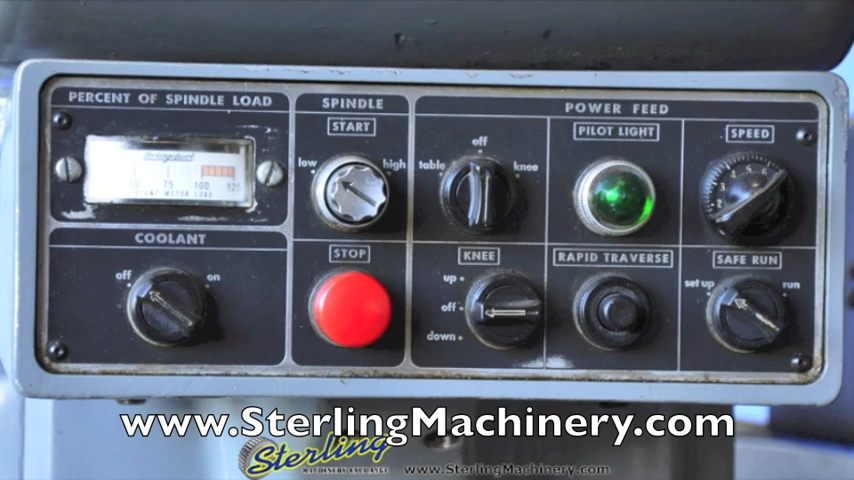 PERCENT OF SPINDLE LOAD
75 100 125
COOLANT
off on
SPINDLE
START
low high
STOP
POWER FEED
off
table knee
PILOT LIGHT
SPEED
KNEE
up
off
down
RAPID TRAVERSE
SAFE RUN
set up run
www.SterlingMachinery.com
Sterling
MACHINERY EXCHANGE
www.SterlingMachinery.com